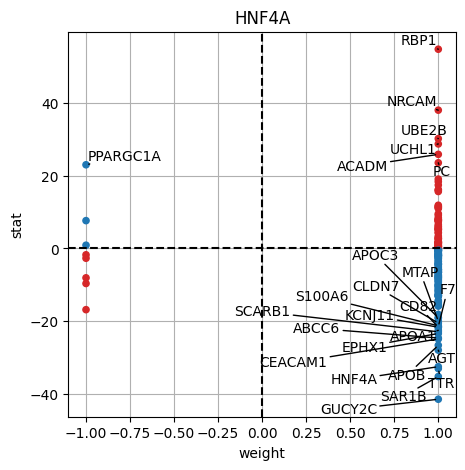 HNF4A
RBP1
NRCAM
UBE2B
UCHL1
ACADM
PC
PPARGC1A
APOC3
MTAP
CLDN7
F7
S100A6
CD82
SCARB1
KCNJ11
ABCC6
APOA1
EPHX1
CEACAM1
AGT
HNF4A
APOB
TTR
SAR1B
GUCY2C
40
20
0
−20
−40
stat
−1.00
−0.75
−0.50
−0.25
0.00
0.25
0.50
0.75
1.00
weight